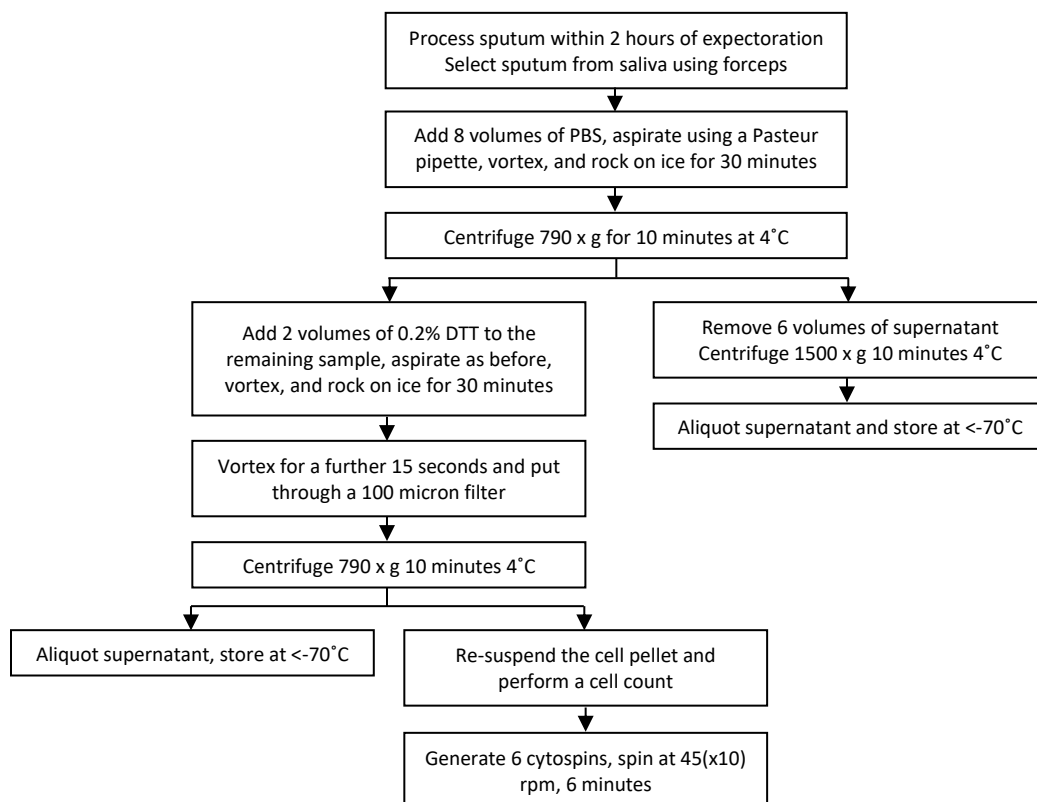 Process sputum within 2 hours of expectoration
Select sputum from saliva using forceps
Add 8 volumes of PBS, aspirate using a Pasteur
pipette, vortex, and rock on ice for 30 minutes
Centrifuge 790 x g for 10 minutes at 4˚C
Add 2 volumes of 0.2% DTT to the
remaining sample, aspirate as before,
vortex, and rock on ice for 30 minutes
Remove 6 volumes of supernatant
Centrifuge 1500 x g 10 minutes 4˚C
Aliquot supernatant and store at <-70˚C
Vortex for a further 15 seconds and put
through a 100 micron filter
Centrifuge 790 x g 10 minutes 4˚C
Aliquot supernatant, store at <-70˚C
Re-suspend the cell pellet and
perform a cell count
Generate 6 cytospins, spin at 45(x10)
rpm, 6 minutes